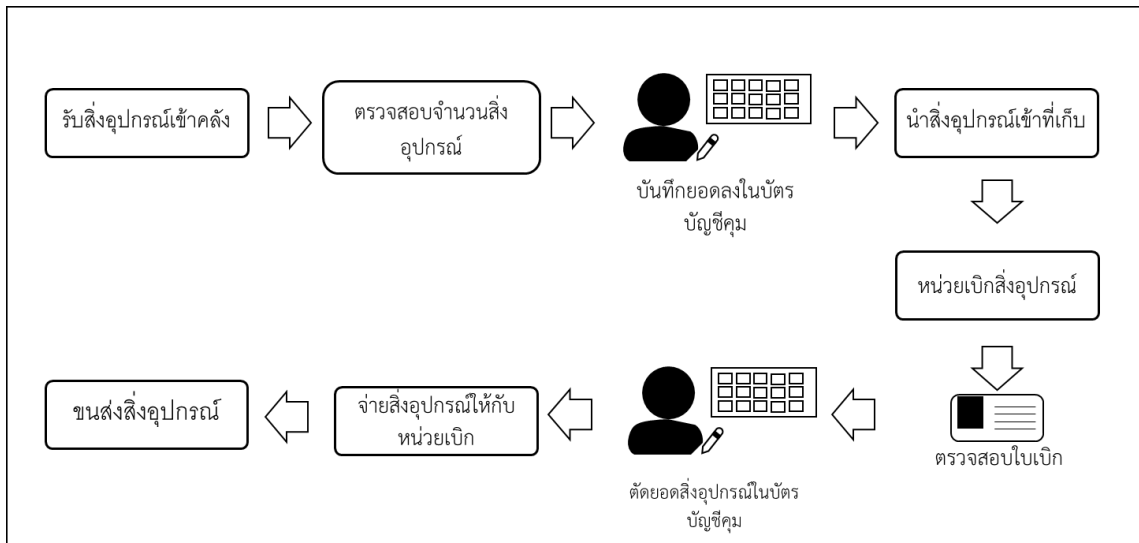 รับสิ่งอุปกรณ์เข้าคลัง
ตรวจสอบจำนวนสิ่ง
อุปกรณ์
บันทึกยอดลงในบัตร
บัญชีคุม
นำสิ่งอุปกรณ์เข้าที่เก็บ
หน่วยเบิกสิ่งอุปกรณ์
ตรวจสอบใบเบิก
ตัดยอดสิ่งอุปกรณ์ในบัตร
บัญชีคุม
จ่ายสิ่งอุปกรณ์ให้กับ
หน่วยเบิก
ขนส่งสิ่งอุปกรณ์